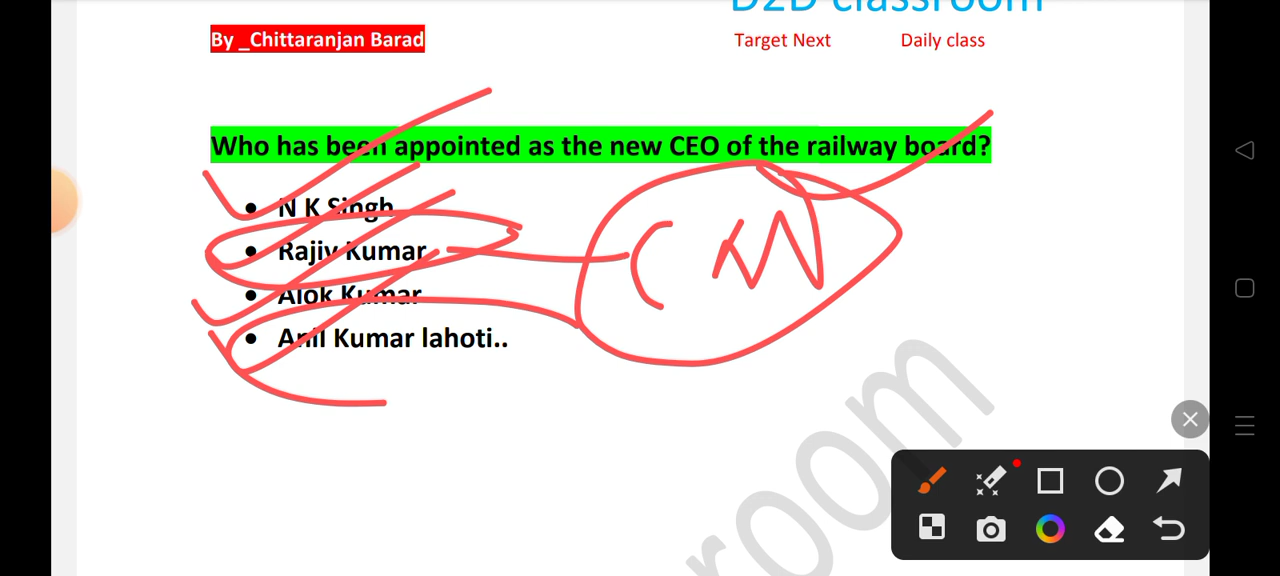 D2D classroom
By _Chittaranjan Barad
Target Next Daily class
Who has been appointed as the new CEO of the railway board?
• N K Singh
• Rajiv Kumar
• Alok Kumar
• Anil Kumar lahoti..
room